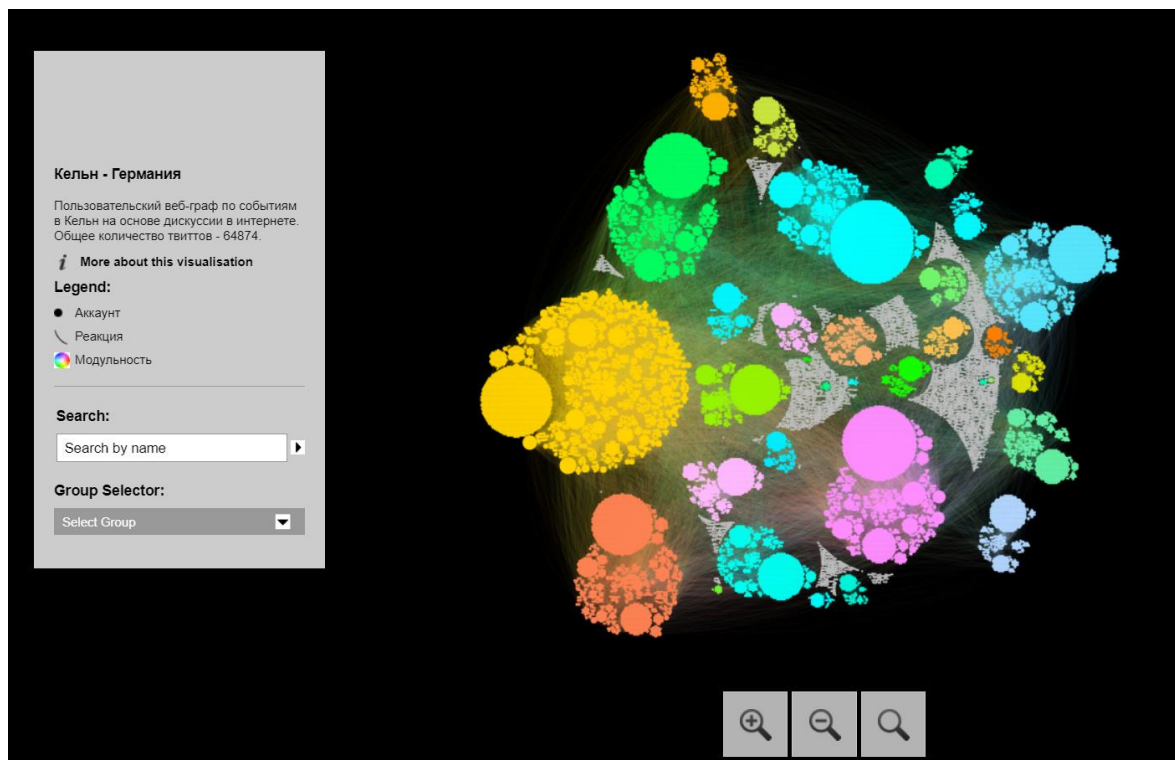 Кельн - Германия
Пользовательский веб-граф по событиям
в Кельн на основе дискуссии в интернете.
Общее количество твиттов - 64874.
i More about this visualisation
Legend:
Аккаунт
Реакция
Модульность
Search:
Search by name
Group Selector:
Select Group